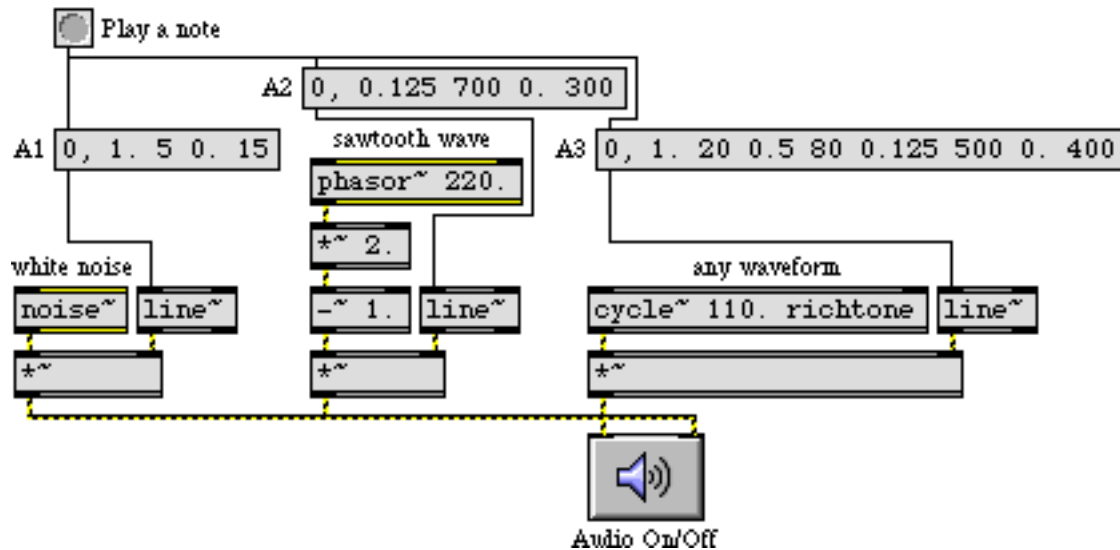 Play a note
A2 0, 0.125 700 0. 300
A1 0, 1. 5 0. 15
sawtooth wave
A3 0, 1. 20 0.5 80 0.125 500 0. 400
phasor~ 220.
*~ 2.
white noise
any waveform
noise~ line~ -~ 1. line~ cycle~ 110. richtone line~
*~ *~ *~
Audio On/Off